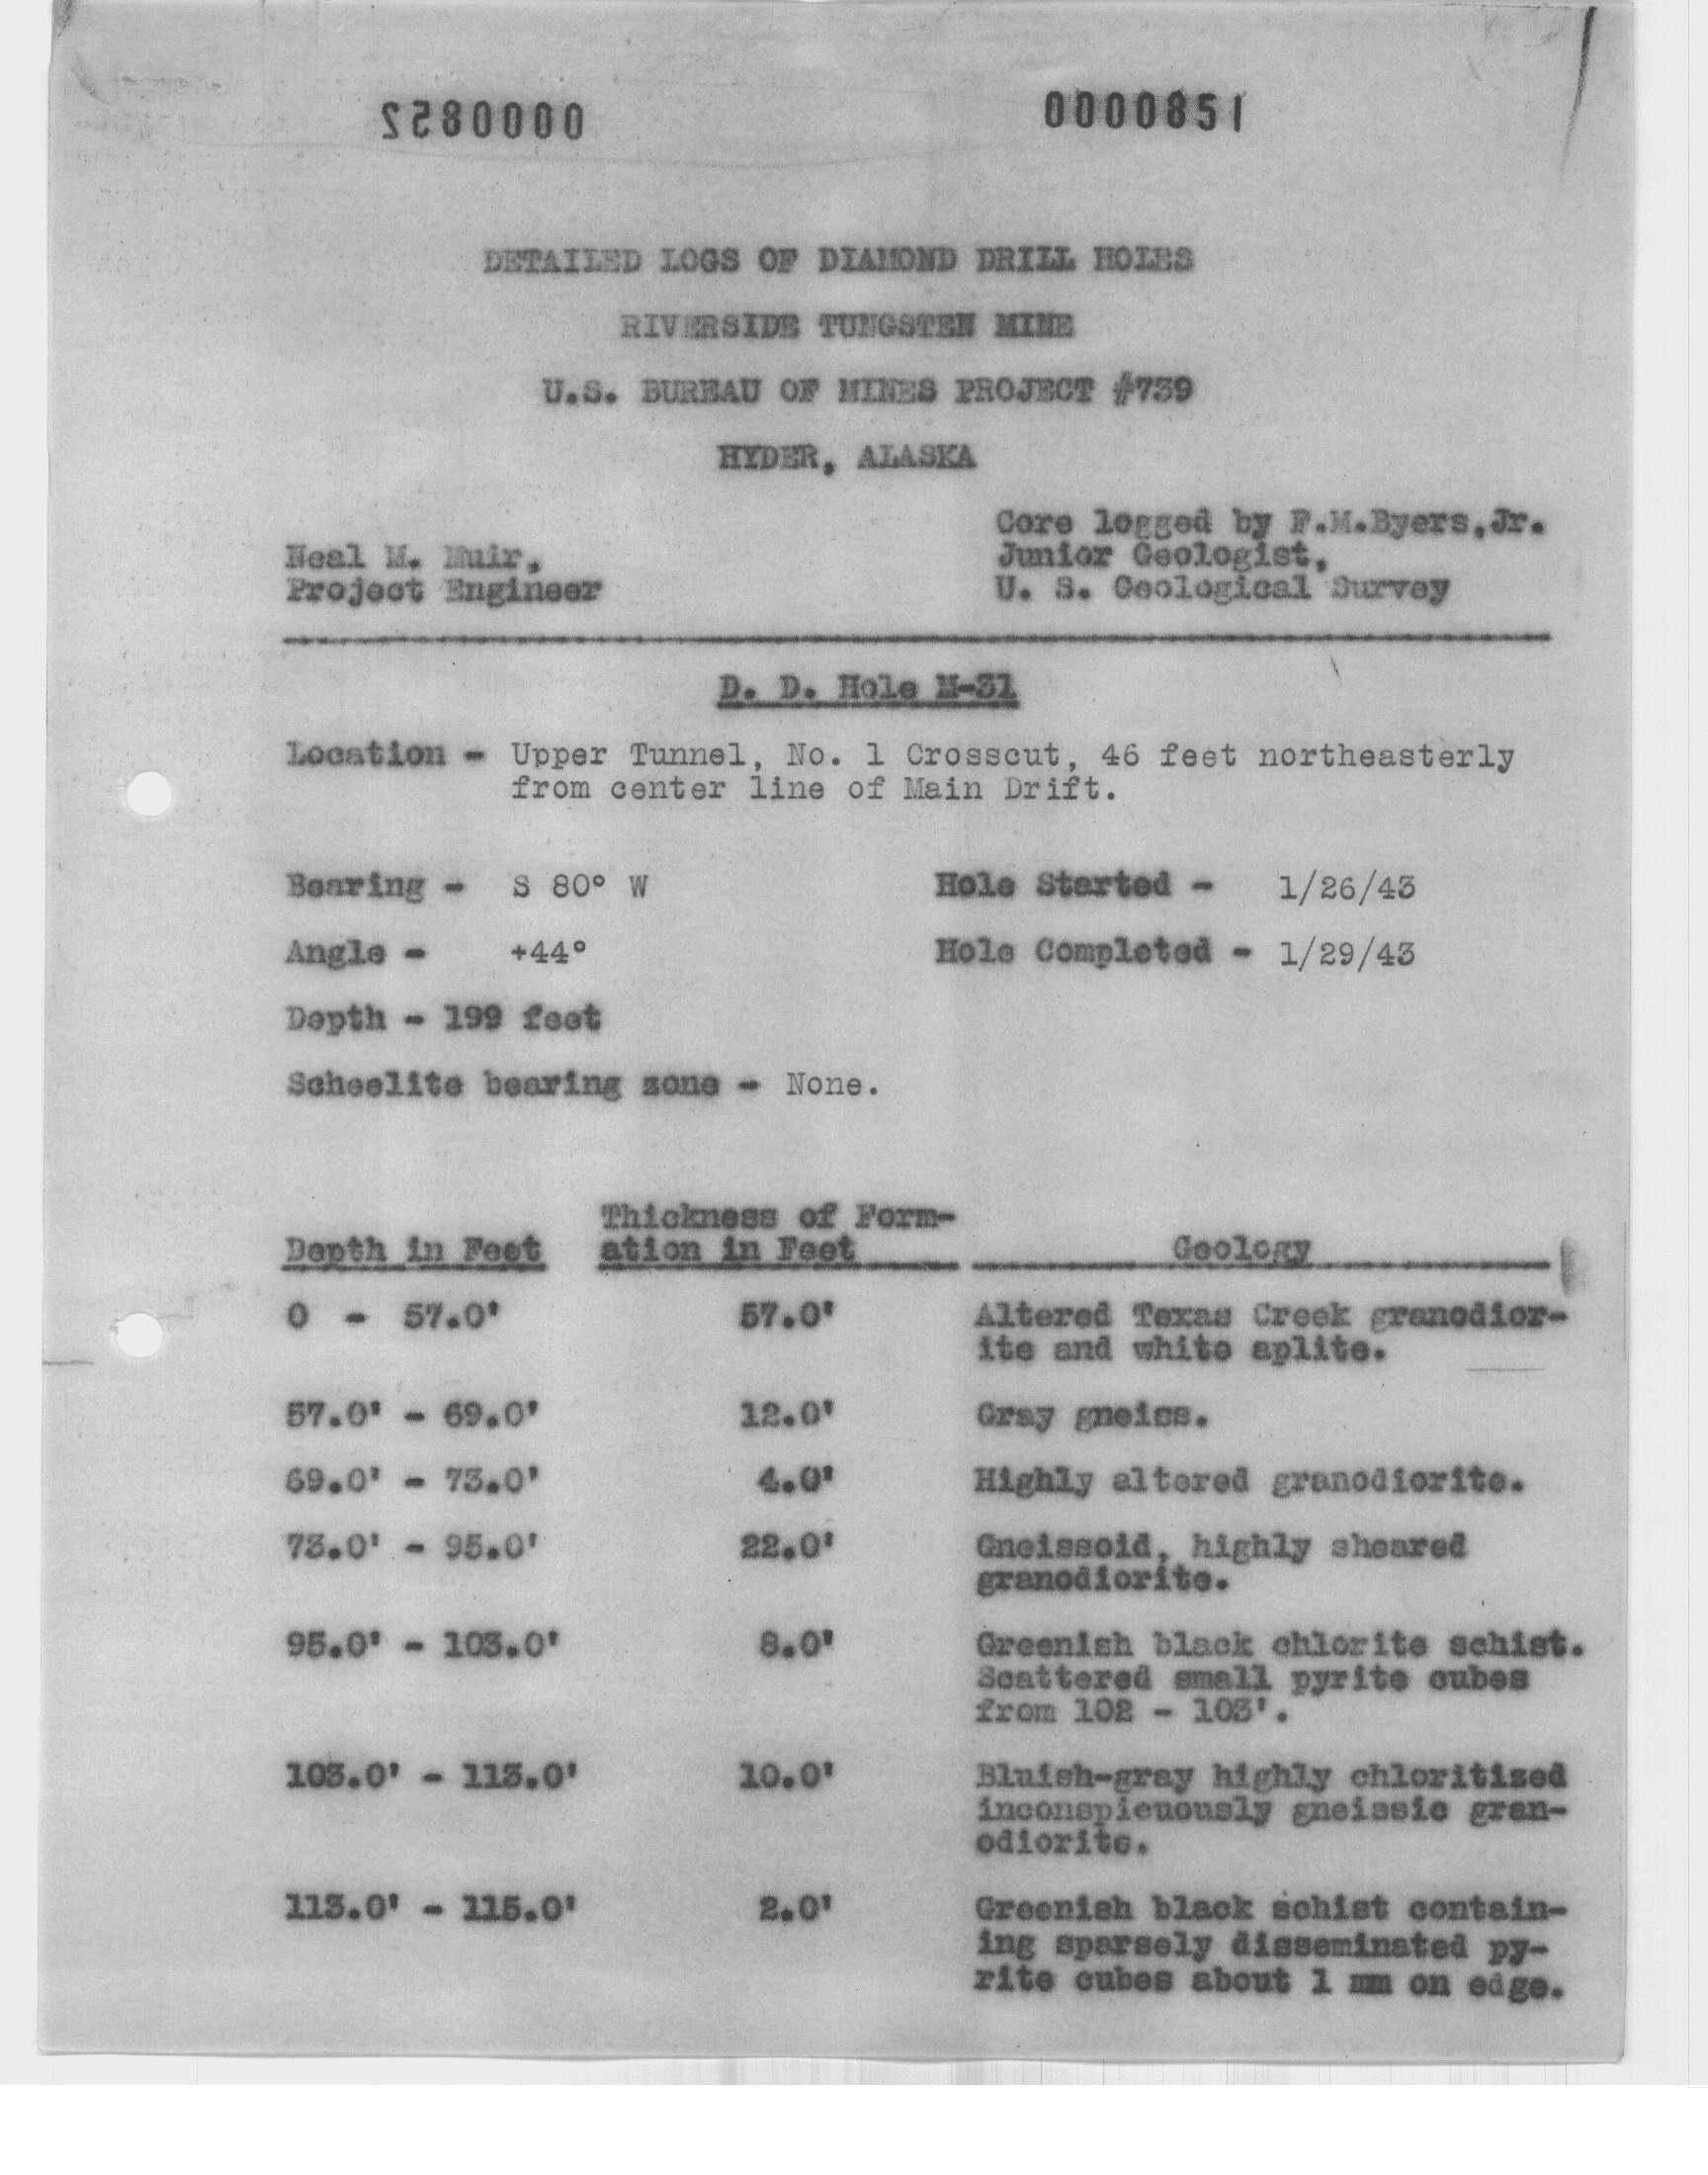 0000852 0000851
DETAILED LOGS OF DIAMOND DRILL HOLES
RIVERSIDE TUNGSTEN MINE
U.S. BUREAU OF MINES PROJECT #739
HYDER, ALASKA
Neal M. Muir,
Project Engineer
Core logged by F.M.Byers,Jr.
Junior Geologist,
U. S. Geological Survey
D. D. Hole M-31
Location - Upper Tunnel, No. 1 Crosscut, 46 feet northeasterly
from center line of Main Drift.
Bearing - S 80° W Hole Started - 1/26/43
Angle - +44° Hole Completed - 1/29/43
Depth - 199 feet
Scheelite bearing zone - None.
Thickness of Form-
Depth in Feet ation in Feet Geology
0 - 57.0' 57.0' Altered Texas Creek granodior-
ite and white aplite.
57.0' - 69.0' 12.0' Gray gneiss.
69.0' - 73.0' 4.0' Highly altered granodiorite.
73.0' - 95.0' 22.0' Gneissoid, highly sheared
granodiorite.
95.0' - 103.0' 8.0' Greenish black chlorite schist.
Scattered small pyrite cubes
from 102 - 103'.
103.0' - 113.0' 10.0' Bluish-gray highly chloritized
inconspicuously gneissic gran-
odiorite.
113.0' - 115.0' 2.0' Greenish black schist contain-
ing sparsely disseminated py-
rite cubes about 1 mm on edge.